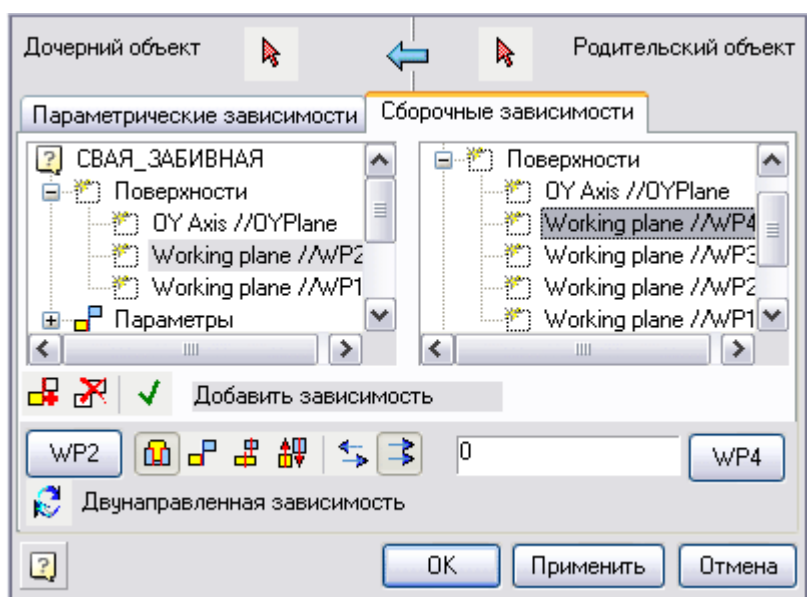 Дочерний объект
Родительский объект
Параметрические зависимости
Сборочные зависимости
СВАЯ_ЗАБИВНАЯ
Поверхности
OY Axis //OYPlane
Working plane //WP2
Working plane //WP1
Параметры
Поверхности
OY Axis //OYPlane
Working plane //WP4
Working plane //WP3
Working plane //WP2
Working plane //WP1
Добавить зависимость
WP2
0
WP4
Двунаправленная зависимость
OK
Применить
Отмена